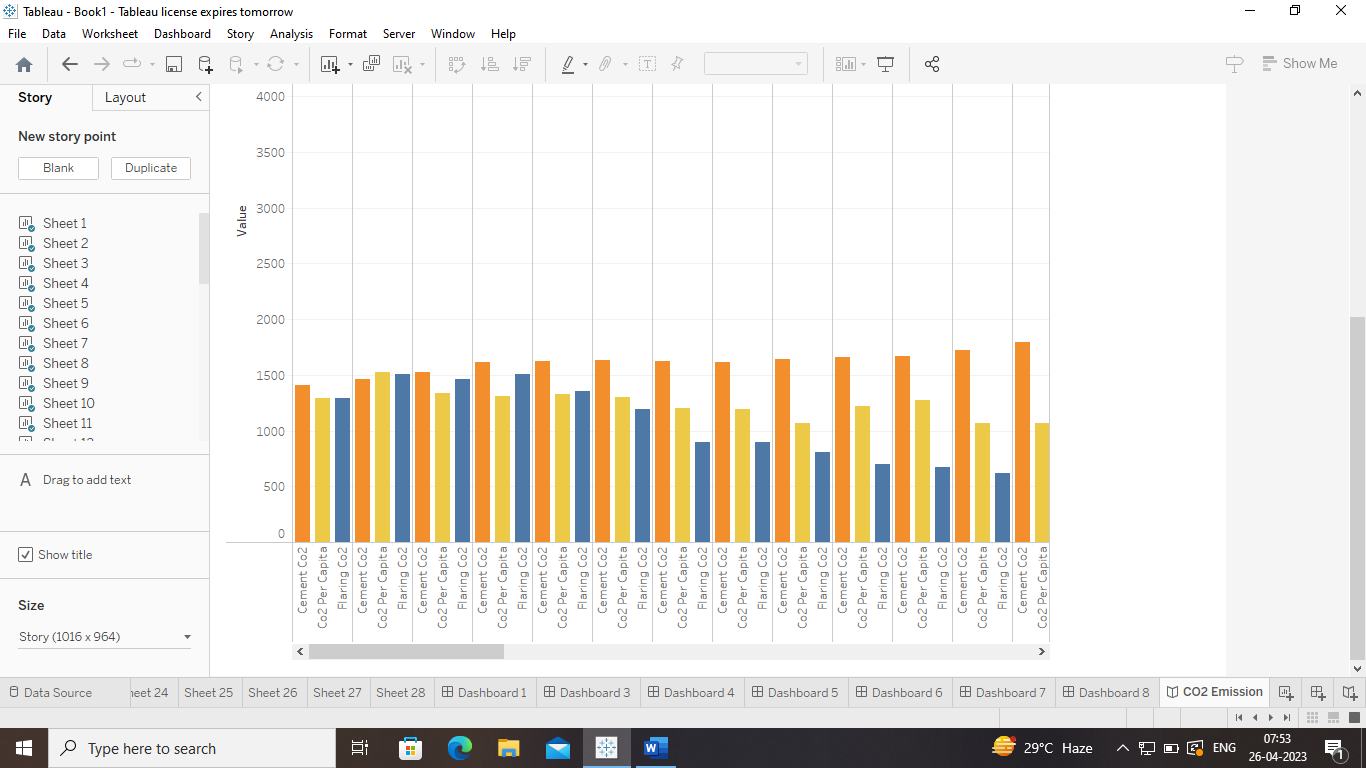 Tableau - Book1 - Tableau license expires tomorrow
File Data Worksheet Dashboard Story Analysis Format Server Window Help
Show Me
Story Layout
New story point
Blank Duplicate
Sheet 1
Sheet 2
Sheet 3
Sheet 4
Sheet 5
Sheet 6
Sheet 7
Sheet 8
Sheet 9
Sheet 10
Sheet 11
A Drag to add text
Show title
Size
Story (1016 x 964)
Value
4000
3500
3000
2500
2000
1500
1000
500
0
Cement Co2
Co2 Per Capita
Flaring Co2
Cement Co2
Co2 Per Capita
Flaring Co2
Cement Co2
Co2 Per Capita
Flaring Co2
Cement Co2
Co2 Per Capita
Flaring Co2
Cement Co2
Co2 Per Capita
Flaring Co2
Cement Co2
Co2 Per Capita
Flaring Co2
Cement Co2
Co2 Per Capita
Flaring Co2
Cement Co2
Co2 Per Capita
Flaring Co2
Cement Co2
Co2 Per Capita
Flaring Co2
Cement Co2
Co2 Per Capita
Flaring Co2
Cement Co2
Co2 Per Capita
Flaring Co2
Cement Co2
Co2 Per Capita
Flaring Co2
Cement Co2
Co2 Per Capita
Data Source heet 24 Sheet 25 Sheet 26 Sheet 27 Sheet 28 Dashboard 1 Dashboard 3 Dashboard 4 Dashboard 5 Dashboard 6 Dashboard 7 Dashboard 8 CO2 Emission
Type here to search
29°C Haze
ENG
07:53
26-04-2023
1